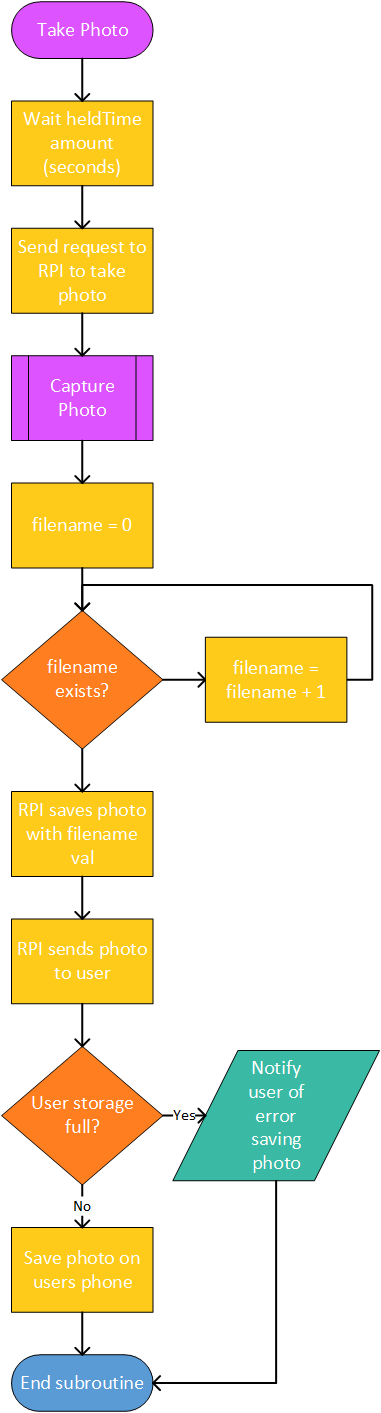 Take Photo
Wait heldTime
amount
(seconds)
Send request to
RPI to take
photo
Capture
Photo
filename = 0
filename
exists?
filename =
filename + 1
RPI saves photo
with filename
val
RPI sends photo
to user
User storage
full?
Yes
Notify
user of
error
saving
photo
No
Save photo on
users phone
End subroutine